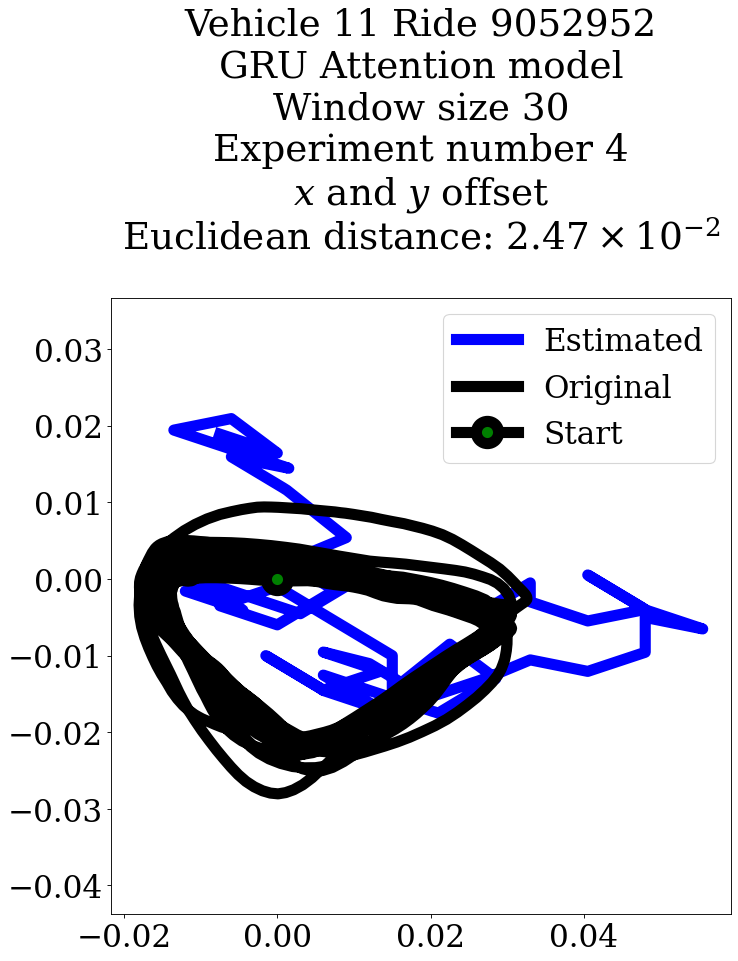 Vehicle 11 Ride 9052952
GRU Attention model
Window size 30
Experiment number 4
x and y offset
Euclidean distance: 2.47 × 10⁻²
Estimated
Original
Start
0.03
0.02
0.01
0.00
−0.01
−0.02
−0.03
−0.04
−0.02 0.00 0.02 0.04